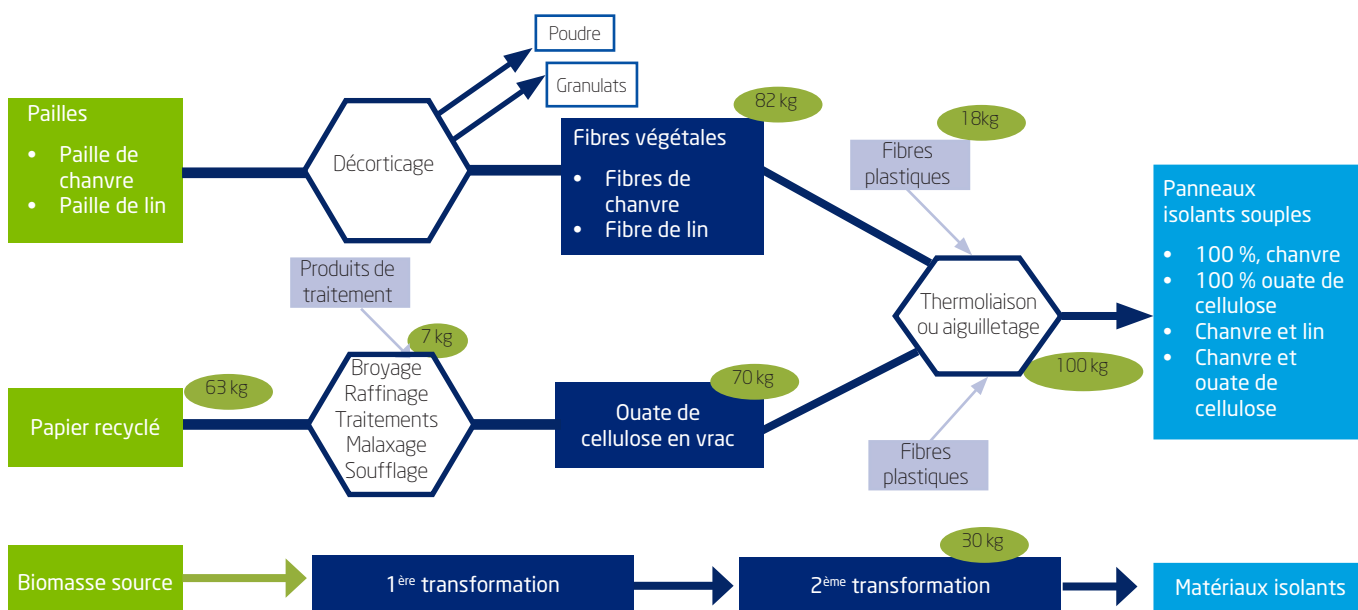 Poudre
Granulats
Pailles
• Paille de
chanvre
• Paille de lin
Décorticage
82 kg
Fibres végétales
• Fibres de
chanvre
• Fibre de lin
18kg
Fibres
plastiques
Panneaux
isolants souples
• 100 %, chanvre
• 100 % ouate de
cellulose
• Chanvre et lin
• Chanvre et
ouate de
cellulose
Produits de
traitement
Thermoliaison
ou aiguilletage
100 kg
7 kg
63 kg
Papier recyclé
Broyage
Raffinage
Traitements
Malaxage
Soufflage
70 kg
Ouate de
cellulose en vrac
Fibres
plastiques
30 kg
Biomasse source
1ère transformation
2ème transformation
Matériaux isolants